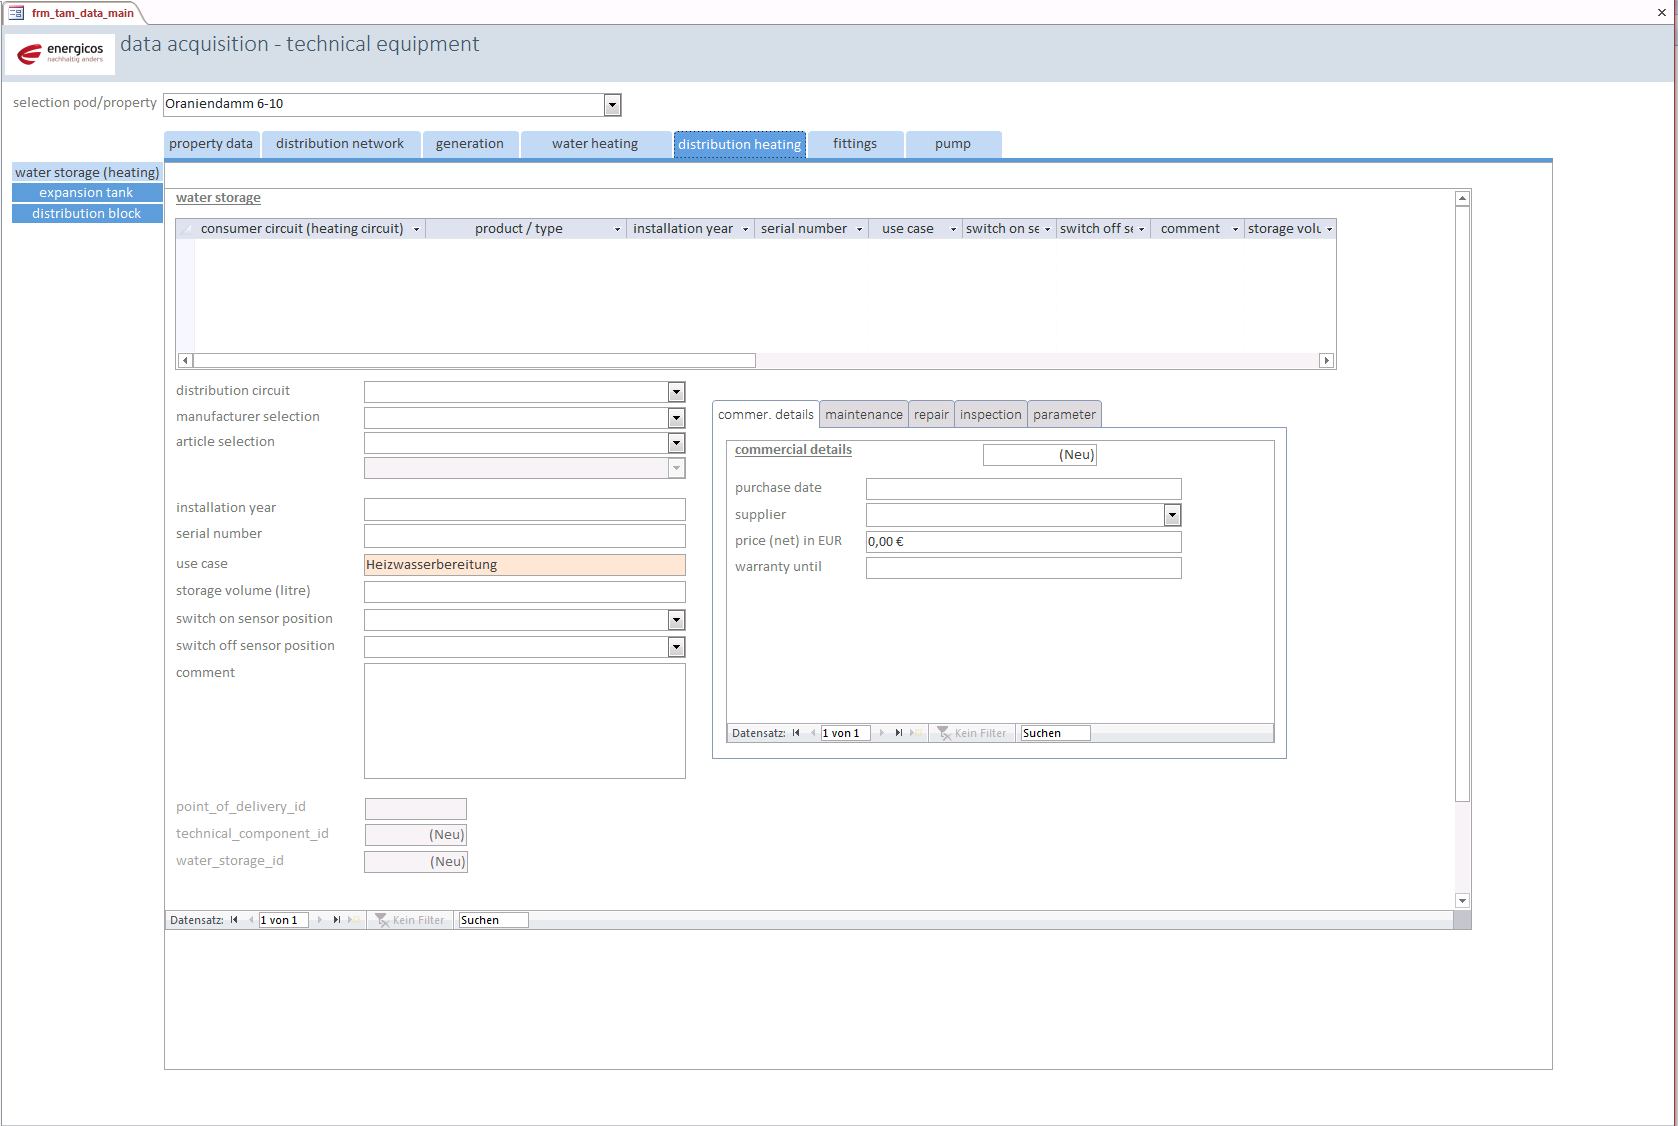 frm_tam_data_main
energicos
nachhaltig anders
data acquisition - technical equipment
selection pod/property
Oraniendamm 6-10
property data
distribution network
generation
water heating
distribution heating
fittings
pump
water storage (heating)
expansion tank
distribution block
water storage
consumer circuit (heating circuit)
product / type
installation year
serial number
use case
switch on se
switch off se
comment
storage volu
distribution circuit
manufacturer selection
article selection
installation year
serial number
use case
Heizwasserbereitung
storage volume (litre)
switch on sensor position
switch off sensor position
comment
point_of_delivery_id
technical_component_id
(Neu)
water_storage_id
(Neu)
commer. details
maintenance
repair
inspection
parameter
commercial details
(Neu)
purchase date
supplier
price (net) in EUR
0,00 €
warranty until
Datensatz:
1 von 1
Kein Filter
Suchen
Datensatz:
1 von 1
Kein Filter
Suchen